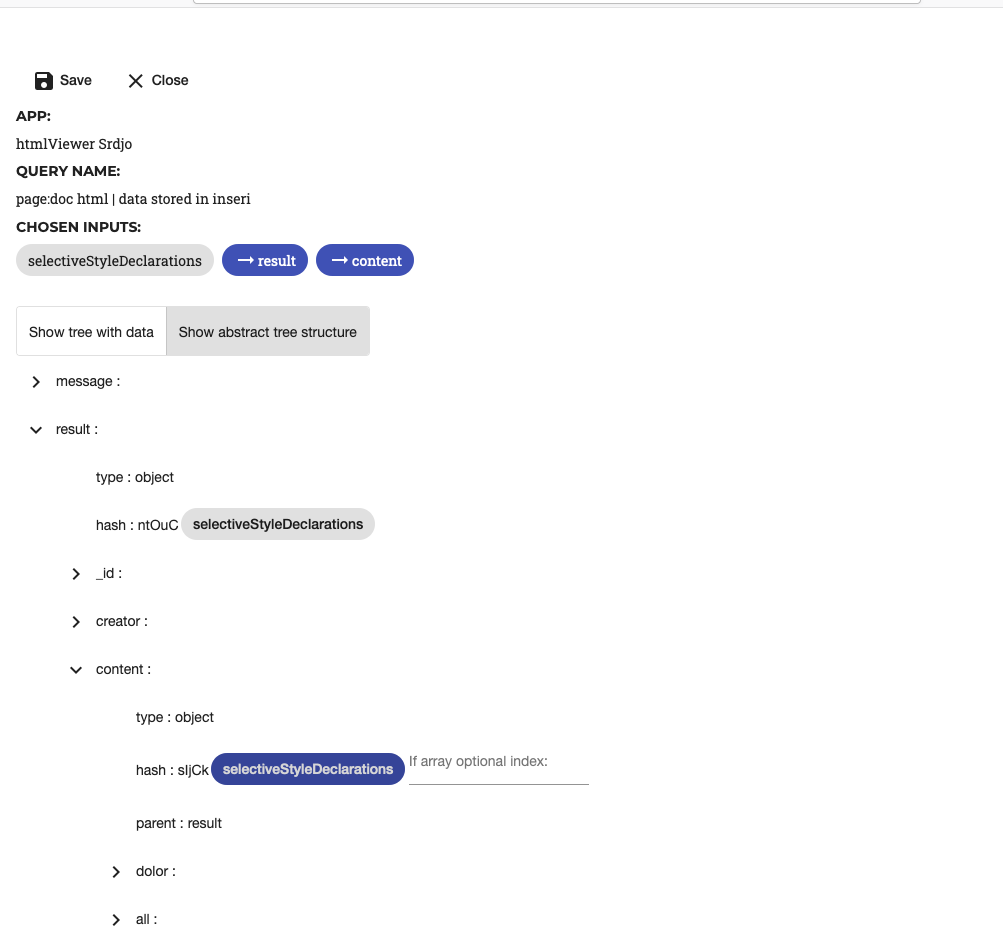 Save Close
APP:
htmlViewer Srdjo
QUERY NAME:
page:doc html | data stored in inseri
CHOSEN INPUTS:
selectiveStyleDeclarations → result → content
Show tree with data Show abstract tree structure
message :
result :
type : object
hash : ntOuC selectiveStyleDeclarations
_id :
creator :
content :
type : object
hash : sIjCk selectiveStyleDeclarations If array optional index:
parent : result
dolor :
all :